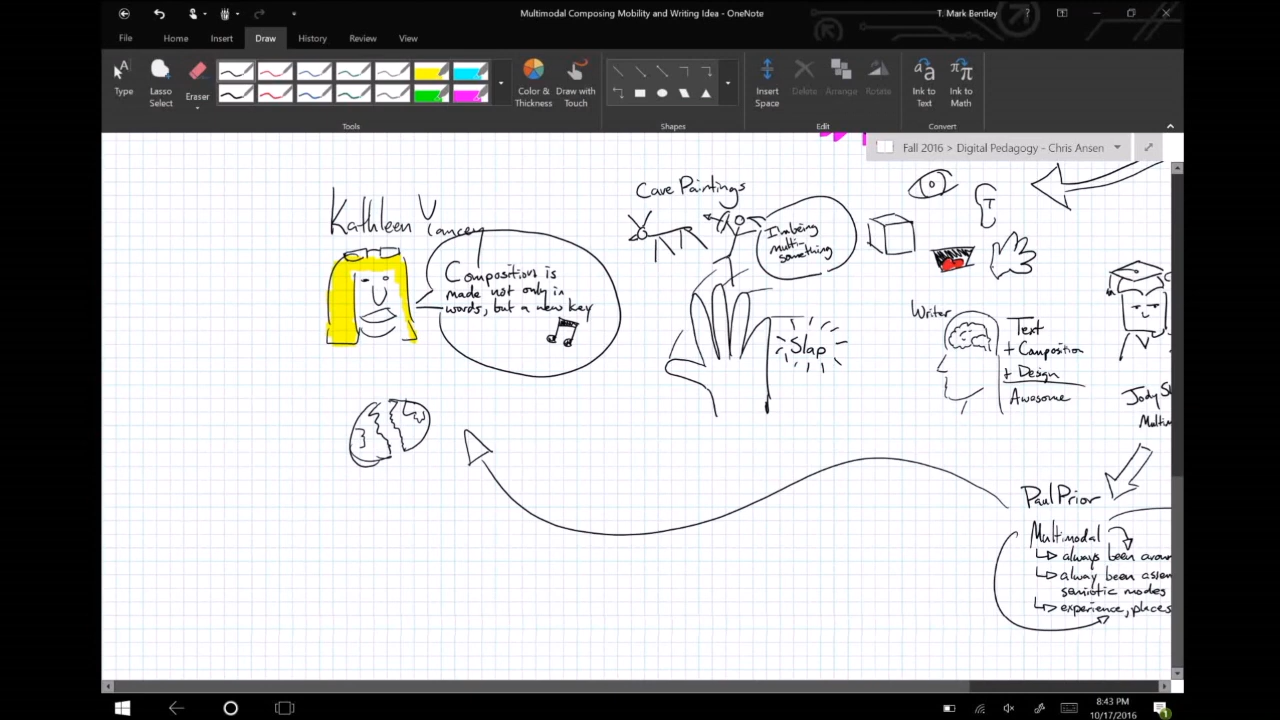 Multimodal Composing Mobility and Writing Idea - OneNote
T. Mark Bentley
?
File
Home
Insert
Draw
History
Review
View
Type
Lasso
Select
Eraser
Color &
Thickness
Draw with
Touch
Insert
Space
Delete
Arrange
Rotate
Ink to
Text
Ink to
Math
Tools
Shapes
Edit
Convert
Fall 2016 > Digital Pedagogy - Chris Ansen
Kathleen Yancey
Composition is
made not only in
words, but a new key
Cave Paintings
I'm being
multi-
something
Slap
Writer
Text
+ Composition
+ Design
Awesome
Jody
Paul Prior
Multimodal
always been
alway been
semiotic modes
experience, places
8:43 PM
10/17/2016